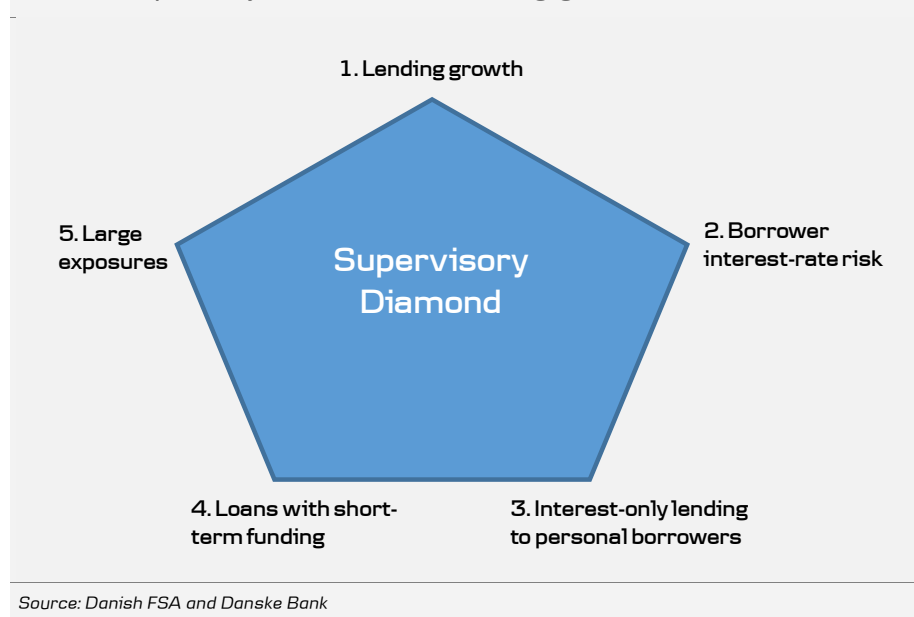 1. Lending growth
5. Large
exposures
2. Borrower
interest-rate risk
Supervisory
Diamond
4. Loans with short-
term funding
3. Interest-only lending
to personal borrowers
Source: Danish FSA and Danske Bank